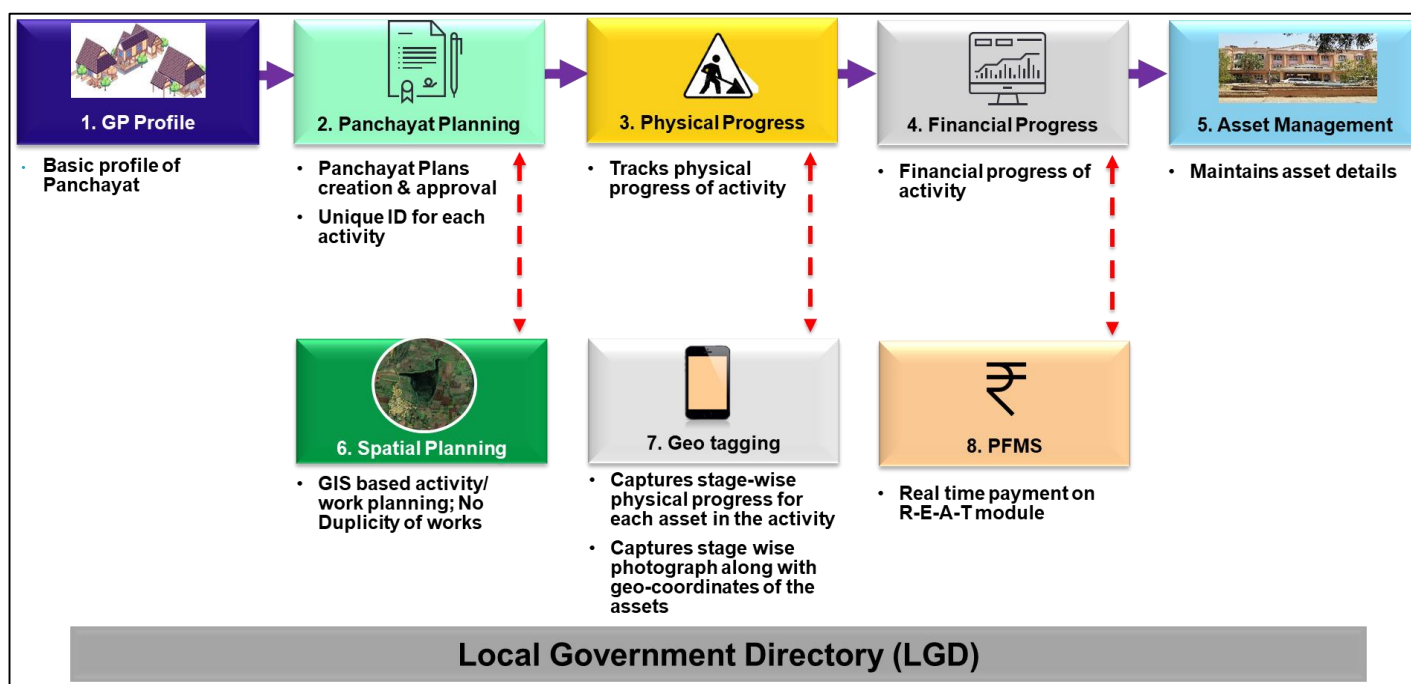 1. GP Profile
• Basic profile of
Panchayat
2. Panchayat Planning
• Panchayat Plans
creation & approval
• Unique ID for each
activity
3. Physical Progress
• Tracks physical
progress of activity
4. Financial Progress
• Financial progress of
activity
5. Asset Management
• Maintains asset details
6. Spatial Planning
• GIS based activity/
work planning; No
Duplicity of works
7. Geo tagging
• Captures stage-wise
physical progress for
each asset in the activity
• Captures stage wise
photograph along with
geo-coordinates of the
assets
₹
8. PFMS
• Real time payment on
R-E-A-T module
Local Government Directory (LGD)